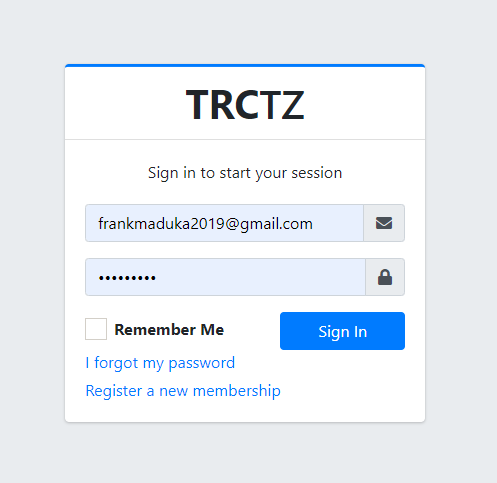 TRCTZ
Sign in to start your session
frankmaduka2019@gmail.com
•••••••••
Remember Me
Sign In
I forgot my password
Register a new membership